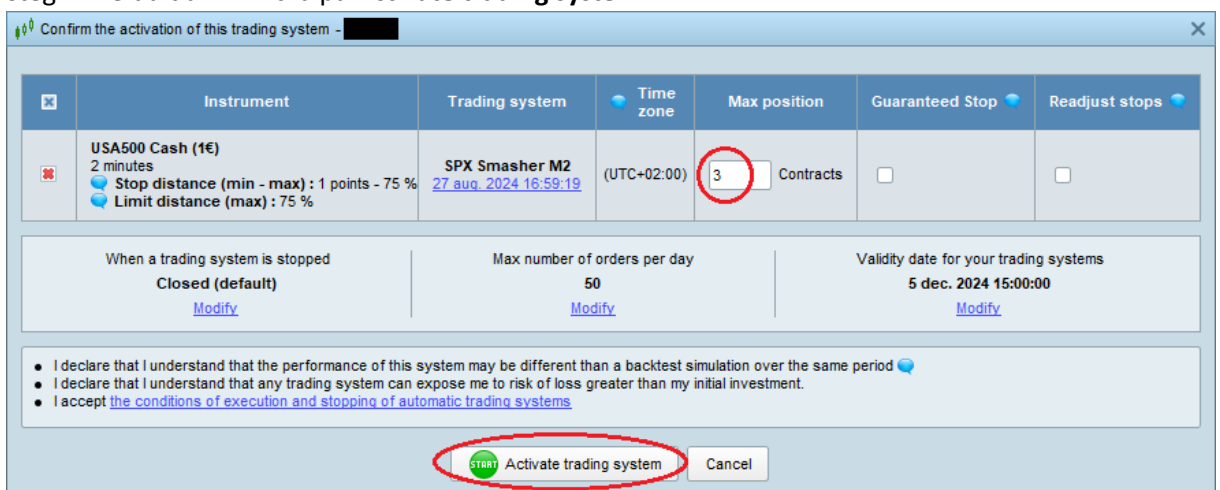 Confirm the activation of this trading system -
Instrument
Trading system
Time zone
Max position
Guaranteed Stop
Readjust stops
USA500 Cash (1€)
2 minutes
Stop distance (min - max) : 1 points - 75 %
Limit distance (max) : 75 %
SPX Smasher M2
27 aug. 2024 16:59:19
(UTC+02:00)
3 Contracts
When a trading system is stopped
Closed (default)
Modify
Max number of orders per day
50
Modify
Validity date for your trading systems
5 dec. 2024 15:00:00
Modify
I declare that I understand that the performance of this system may be different than a backtest simulation over the same period
I declare that I understand that any trading system can expose me to risk of loss greater than my initial investment.
I accept the conditions of execution and stopping of automatic trading systems
START Activate trading system
Cancel